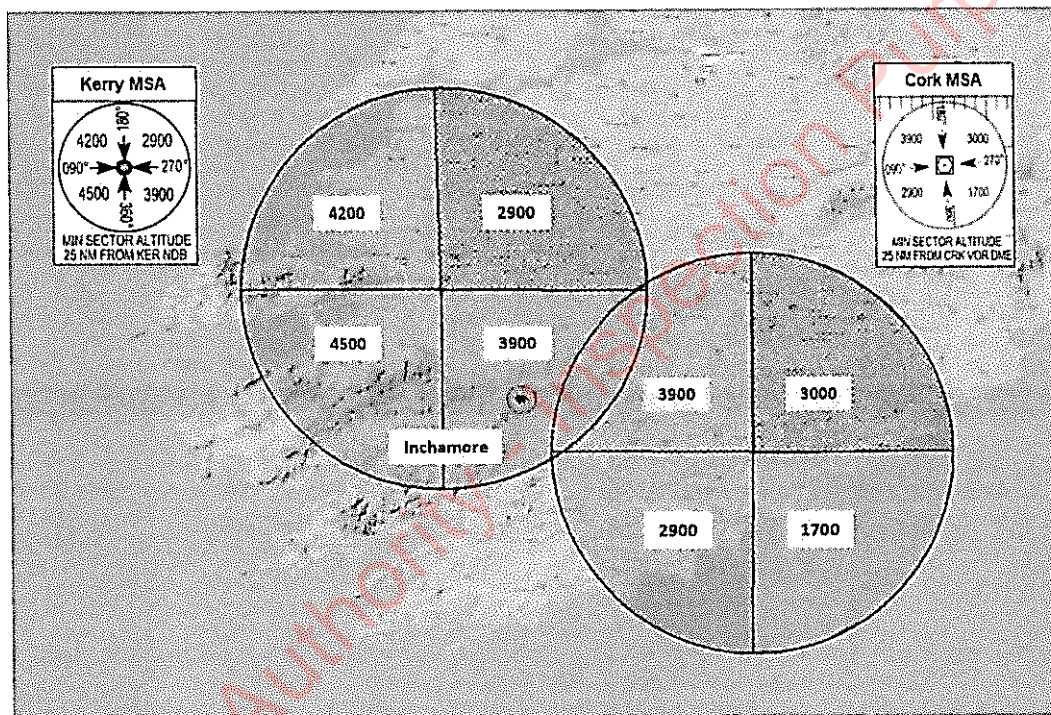 Kerry MSA
180°
4200 2900
090° 270°
4500 3900
360°
MIN SECTOR ALTITUDE
25 NM FROM KER NDB
Cork MSA
180°
3900 3000
090° 270°
2900 1700
360°
MIN SECTOR ALTITUDE
25 NM FROM CRK VOR DME
4200 2900
4500 3900
Inchamore
3900 3000
2900 1700
Authority - Inspection Purp